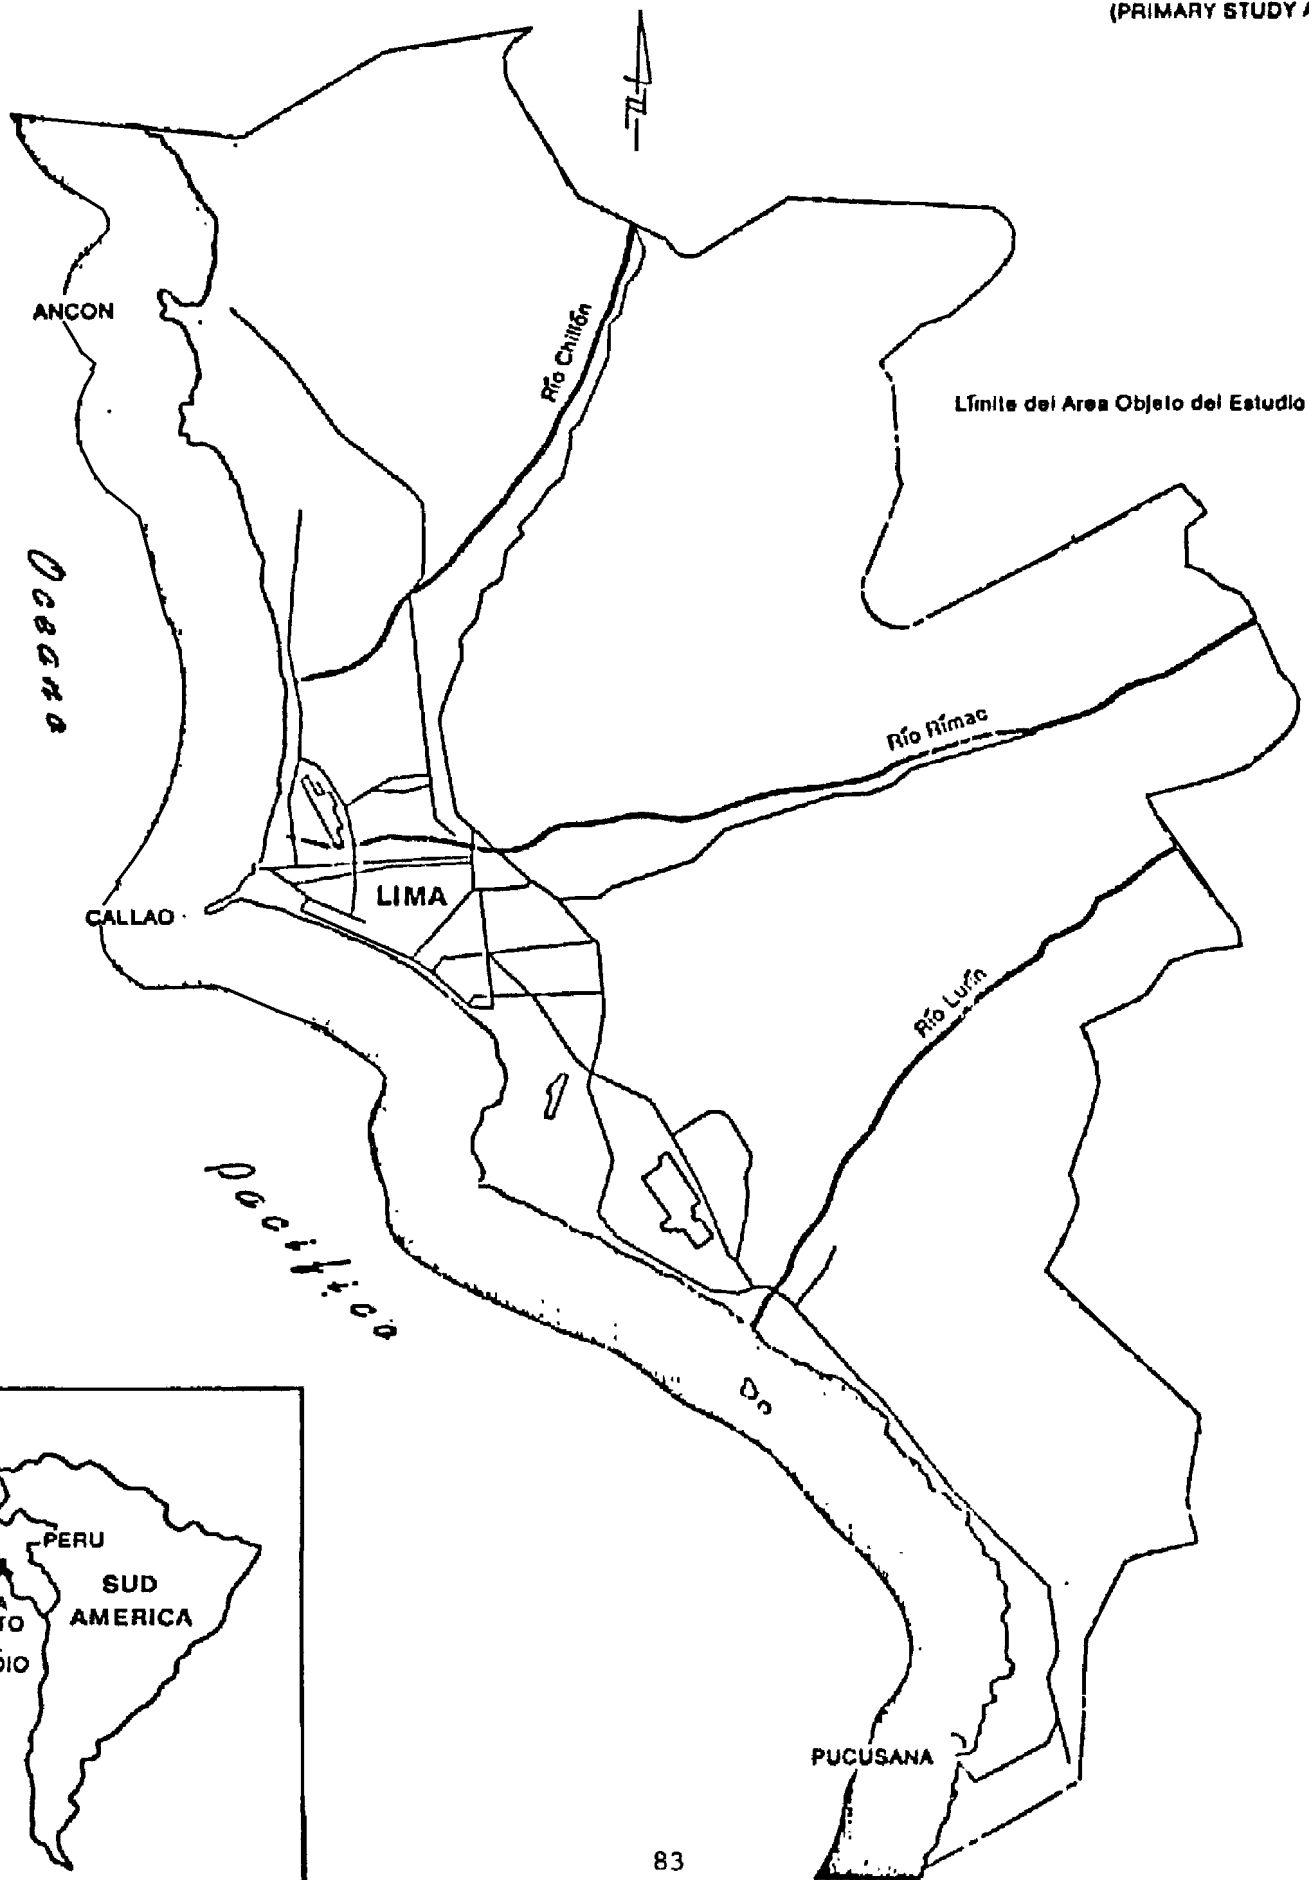 (PRIMARY STUDY
ANCON
Río Chillón
Límite del Area Objeto del Estudio
Oceano
Río Rímac
LIMA
CALLAO
Río Lurín
Pacifico
PERU
SUD
AMERICA
PUCUSANA
83